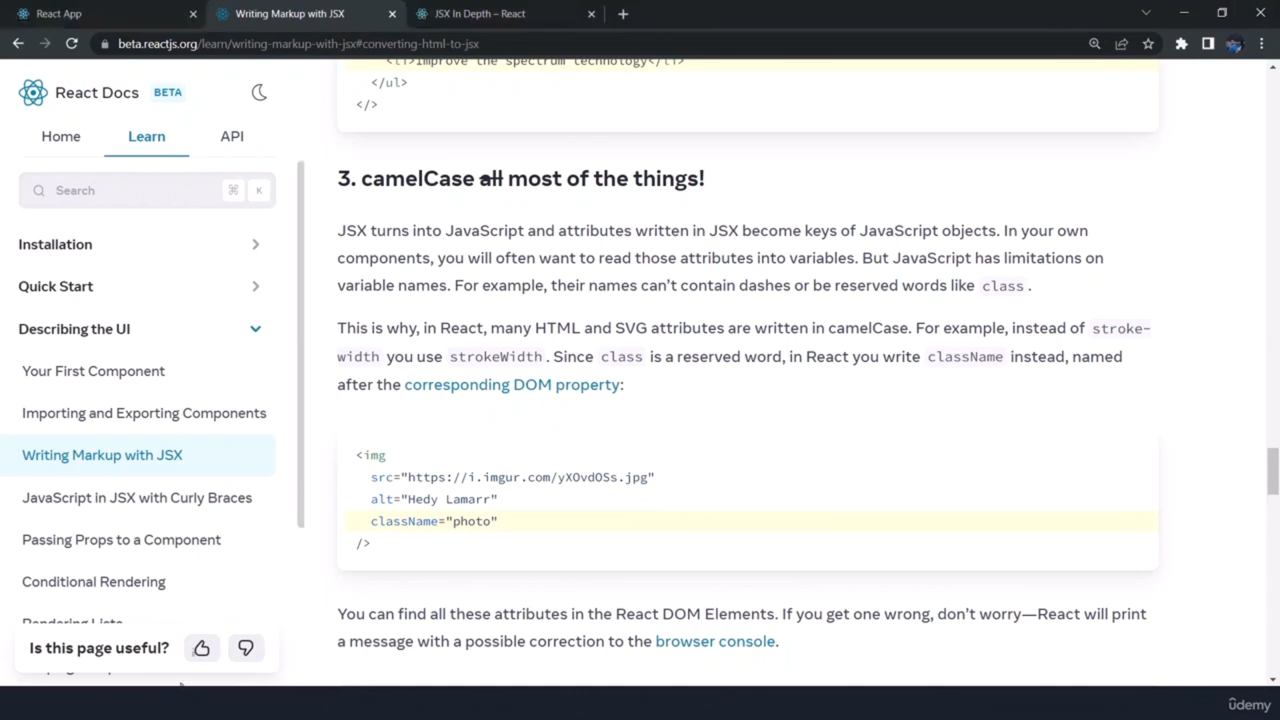 React App
Writing Markup with JSX
JSX In Depth – React
beta.reactjs.org/learn/writing-markup-with-jsx#converting-html-to-jsx
React Docs BETA
Home
Learn
API
Search
⌘
K
Installation
Quick Start
Describing the UI
Your First Component
Importing and Exporting Components
Writing Markup with JSX
JavaScript in JSX with Curly Braces
Passing Props to a Component
Conditional Rendering
Rendering Lists
Is this page useful?
<li>Improve the spectrum technology</li>
</ul>
</>
3. camelCase all most of the things!
JSX turns into JavaScript and attributes written in JSX become keys of JavaScript objects. In your own
components, you will often want to read those attributes into variables. But JavaScript has limitations on
variable names. For example, their names can’t contain dashes or be reserved words like class.
This is why, in React, many HTML and SVG attributes are written in camelCase. For example, instead of stroke-
width you use strokeWidth. Since class is a reserved word, in React you write className instead, named
after the corresponding DOM property:
<img
src="https://i.imgur.com/yXOvdOSs.jpg"
alt="Hedy Lamarr"
className="photo"
/>
You can find all these attributes in the React DOM Elements. If you get one wrong, don’t worry—React will print
a message with a possible correction to the browser console.
ûdemy